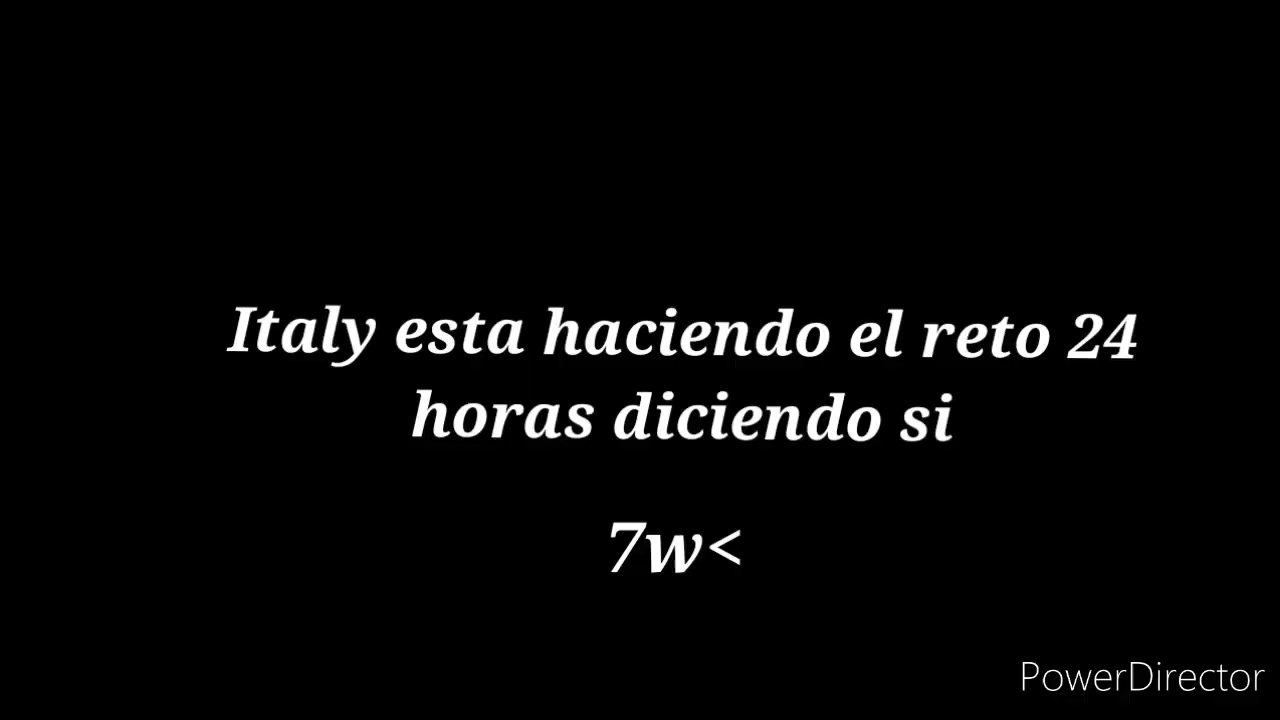 Italy esta haciendo el reto 24
horas diciendo si
7w<
PowerDirector